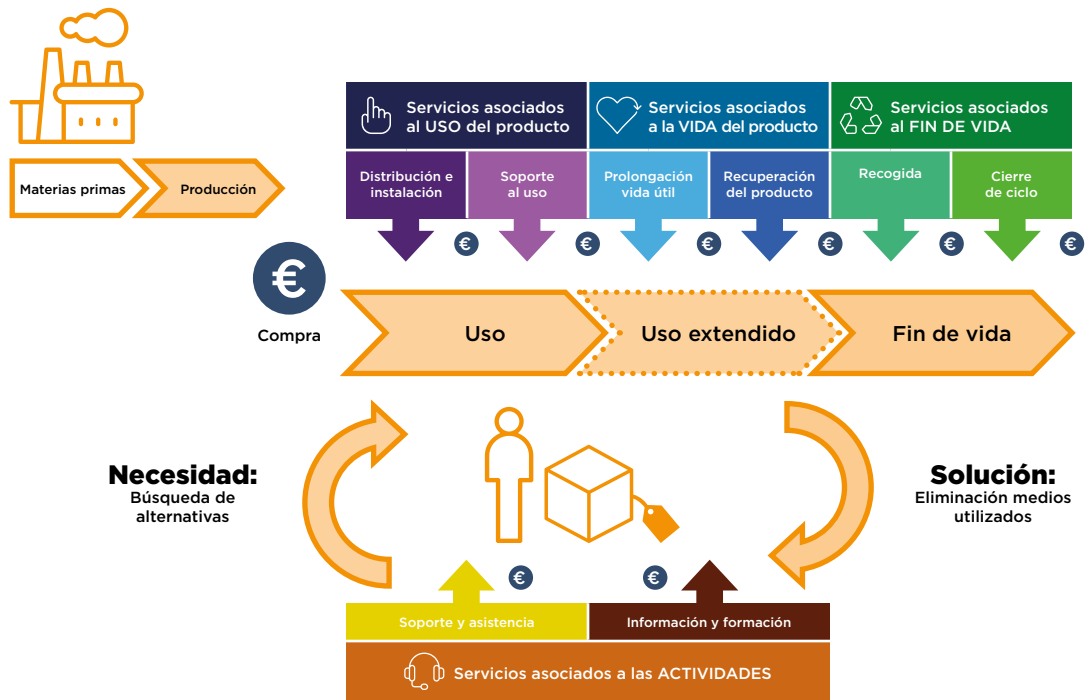 Servicios asociados
al USO del producto
Servicios asociados
a la VIDA del producto
Servicios asociados
al FIN DE VIDA
Materias primas
Producción
Distribución e
instalación
Soporte
al uso
Prolongación
vida útil
Recuperación
del producto
Recogida
Cierre
de ciclo
€
€
€
€
€
€
€
Compra
Uso
Uso extendido
Fin de vida
Necesidad:
Búsqueda de
alternativas
Solución:
Eliminación medios
utilizados
€
€
Soporte y asistencia
Información y formación
Servicios asociados a las ACTIVIDADES